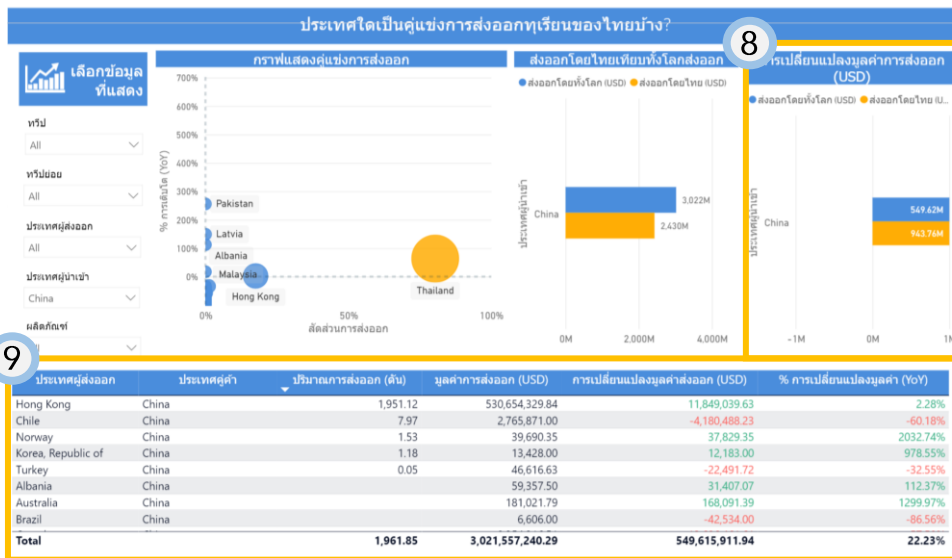 ประเทศใดเป็นคู่แข่งการส่งออกทุเรียนของไทยบ้าง?
เลือกข้อมูล
ที่แสดง
ทวีป
All
ทวีปย่อย
All
ประเทศผู้ส่งออก
All
ประเทศผู้นำเข้า
China
ผลิตภัณฑ์
กราฟแสดงคู่แข่งการส่งออก
% การเติบโต (YoY)
700%
600%
500%
400%
300%
200%
100%
0%
Pakistan
Latvia
Albania
Malaysia
Hong Kong
Thailand
0%
50%
100%
สัดส่วนการส่งออก
ส่งออกโดยไทยเทียบทั้งโลกส่งออก
ส่งออกโดยทั้งโลก (USD) ส่งออกโดยไทย (USD)
ประเทศผู้นำเข้า
China
3,022M
2,430M
0M
2,000M
4,000M
8
การเปลี่ยนแปลงมูลค่าการส่งออก
(USD)
ส่งออกโดยทั้งโลก (USD) ส่งออกโดยไทย (U...
ประเทศผู้นำเข้า
China
549.62M
943.76M
-1M
0M
9
ประเทศผู้ส่งออก ประเทศคู่ค้า ปริมาณการส่งออก (ตัน) มูลค่าการส่งออก (USD) การเปลี่ยนแปลงมูลค่าส่งออก (USD) % การเปลี่ยนแปลงมูลค่า (YoY)
Hong Kong China 1,951.12 530,654,329.84 11,849,039.63 2.28%
Chile China 7.97 2,765,871.00 -4,180,488.23 -60.18%
Norway China 1.53 39,690.35 37,829.35 2032.74%
Korea, Republic of China 1.18 13,428.00 12,183.00 978.55%
Turkey China 0.05 46,616.63 -22,491.72 -32.55%
Albania China 59,357.50 31,407.07 112.37%
Australia China 181,021.79 168,091.39 1299.97%
Brazil China 6,606.00 -42,534.00 -86.56%
Total 1,961.85 3,021,557,240.29 549,615,911.94 22.23%